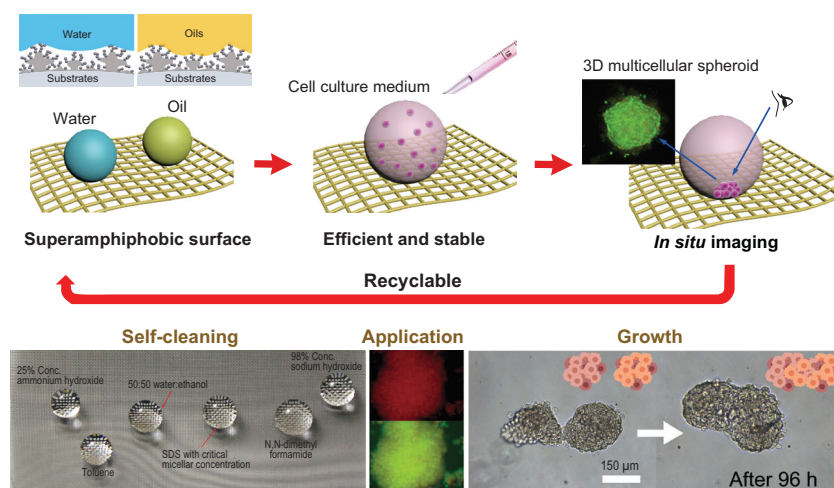 Water
Oils
Substrates
Substrates
Water
Oil
Cell culture medium
3D multicellular spheroid
Superamphiphobic surface
Efficient and stable
In situ imaging
Recyclable
Self-cleaning
Application
Growth
25% Conc.
ammonium hydroxide
50:50 water:ethanol
98% Conc.
sodium hydroxide
Toluene
SDS with critical
micellar concentration
N,N-dimethyl
formamide
150 µm
After 96 h